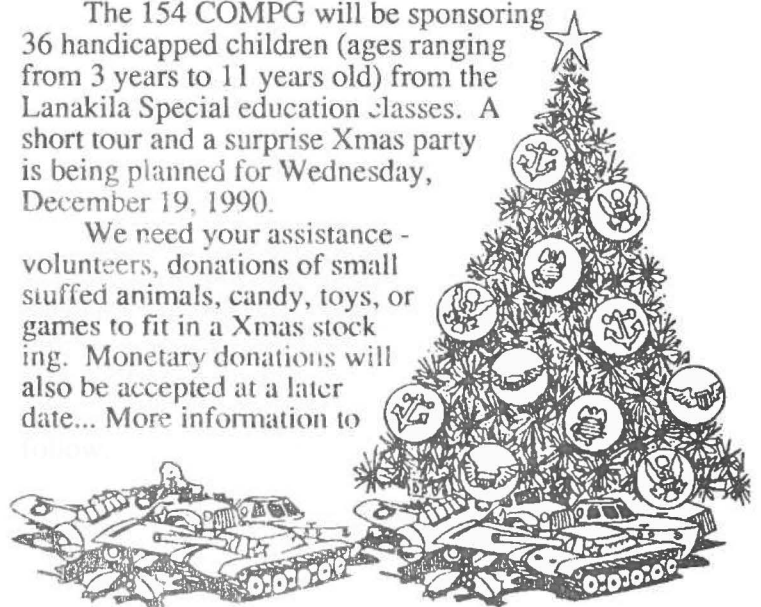 The 154 COMPG will be sponsoring
36 handicapped children (ages ranging
from 3 years to 11 years old) from the
Lanakila Special education classes. A
short tour and a surprise Xmas party
is being planned for Wednesday,
December 19, 1990.
We need your assistance -
volunteers, donations of small
stuffed animals, candy, toys, or
games to fit in a Xmas stock
ing. Monetary donations will
also be accepted at a later
date... More information to